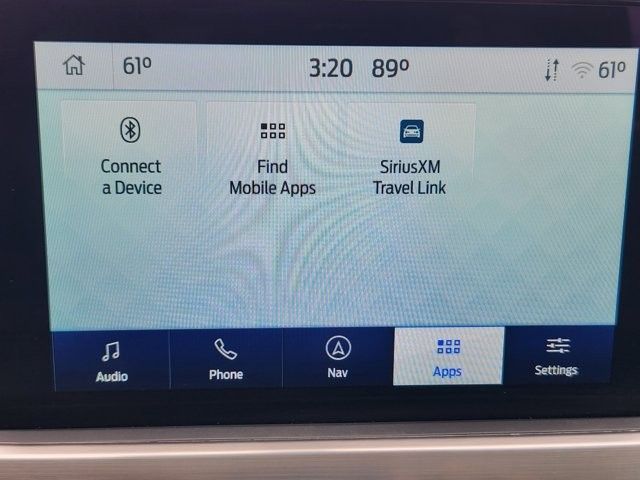 61° 3:20 89° 61°
Connect
a Device
Find
Mobile Apps
SiriusXM
Travel Link
Audio
Phone
Nav
Apps
Settings